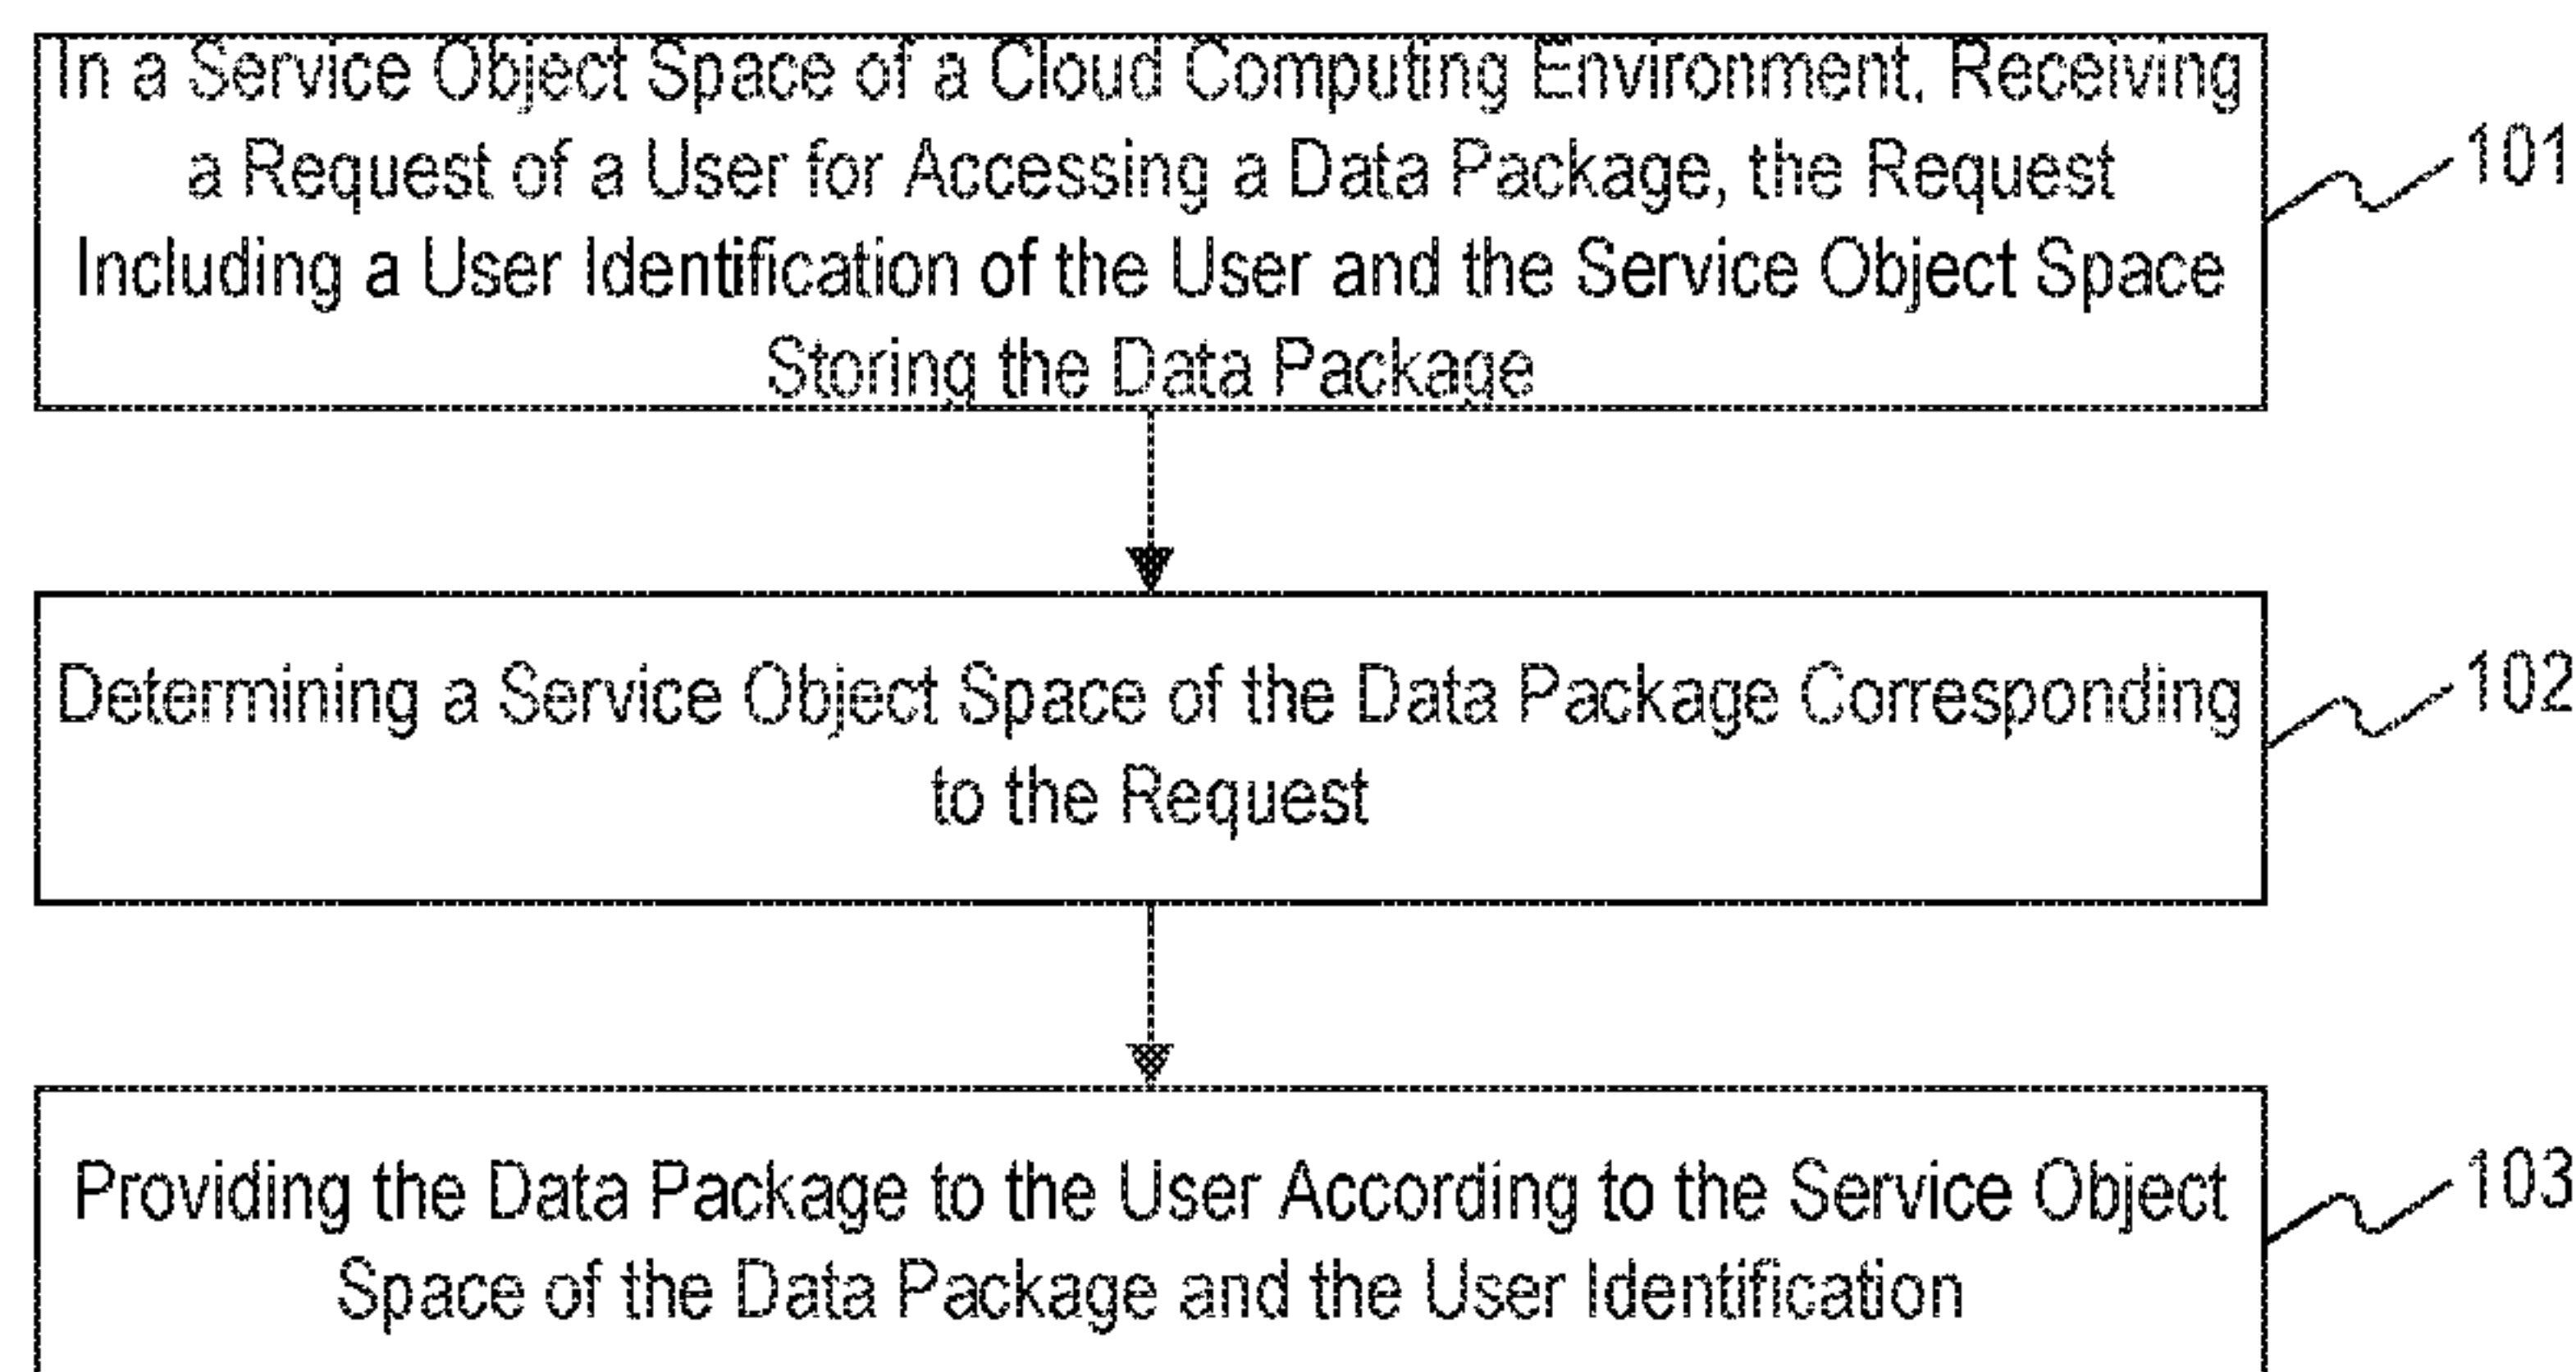 In a Service Object Space of a Cloud Computing Environment, Receiving
a Request of a User for Accessing a Data Package, the Request
Including a User Identification of the User and the Service Object Space
Storing the Data Package
101
Determining a Service Object Space of the Data Package Corresponding
to the Request
102
Providing the Data Package to the User According to the Service Object
Space of the Data Package and the User Identification
103